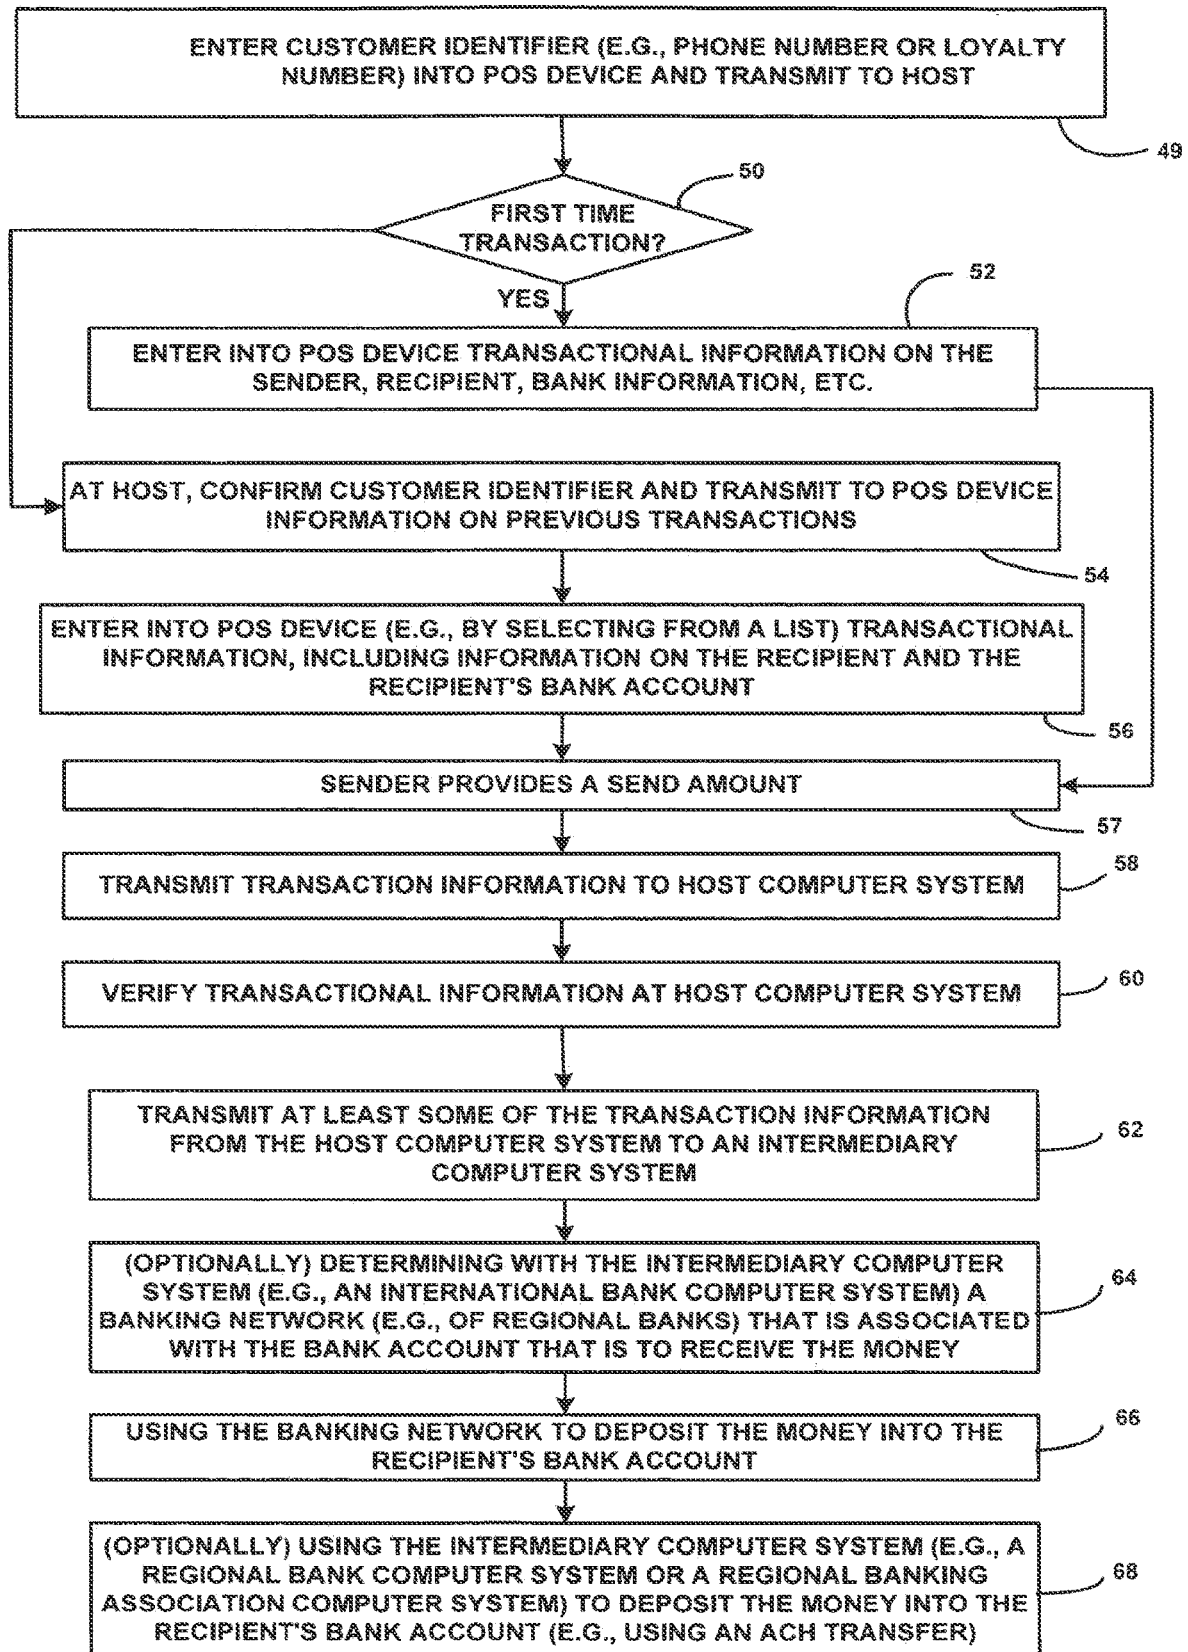 ENTER CUSTOMER IDENTIFIER (E.G., PHONE NUMBER OR LOYALTY
NUMBER) INTO POS DEVICE AND TRANSMIT TO HOST
49
50
FIRST TIME
TRANSACTION?
YES
52
ENTER INTO POS DEVICE TRANSACTIONAL INFORMATION ON THE
SENDER, RECIPIENT, BANK INFORMATION, ETC.
AT HOST, CONFIRM CUSTOMER IDENTIFIER AND TRANSMIT TO POS DEVICE
INFORMATION ON PREVIOUS TRANSACTIONS
54
ENTER INTO POS DEVICE (E.G., BY SELECTING FROM A LIST) TRANSACTIONAL
INFORMATION, INCLUDING INFORMATION ON THE RECIPIENT AND THE
RECIPIENT'S BANK ACCOUNT
56
SENDER PROVIDES A SEND AMOUNT
57
TRANSMIT TRANSACTION INFORMATION TO HOST COMPUTER SYSTEM
58
VERIFY TRANSACTIONAL INFORMATION AT HOST COMPUTER SYSTEM
60
TRANSMIT AT LEAST SOME OF THE TRANSACTION INFORMATION
FROM THE HOST COMPUTER SYSTEM TO AN INTERMEDIARY
COMPUTER SYSTEM
62
(OPTIONALLY) DETERMINING WITH THE INTERMEDIARY COMPUTER
SYSTEM (E.G., AN INTERNATIONAL BANK COMPUTER SYSTEM) A
BANKING NETWORK (E.G., OF REGIONAL BANKS) THAT IS ASSOCIATED
WITH THE BANK ACCOUNT THAT IS TO RECEIVE THE MONEY
64
USING THE BANKING NETWORK TO DEPOSIT THE MONEY INTO THE
RECIPIENT'S BANK ACCOUNT
66
(OPTIONALLY) USING THE INTERMEDIARY COMPUTER SYSTEM (E.G., A
REGIONAL BANK COMPUTER SYSTEM OR A REGIONAL BANKING
ASSOCIATION COMPUTER SYSTEM) TO DEPOSIT THE MONEY INTO THE
RECIPIENT'S BANK ACCOUNT (E.G., USING AN ACH TRANSFER)
68